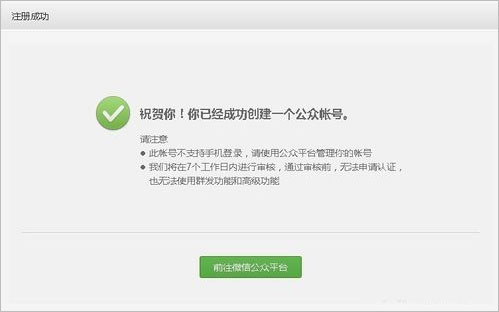 注册成功
祝贺你！你已经成功创建一个公众帐号。
请注意
● 此帐号不支持手机登录，请使用公众平台管理你的帐号
● 我们将在7个工作日内进行审核，通过审核前，无法申请认证，
也无法使用群发功能和高级功能
前往微信公众平台